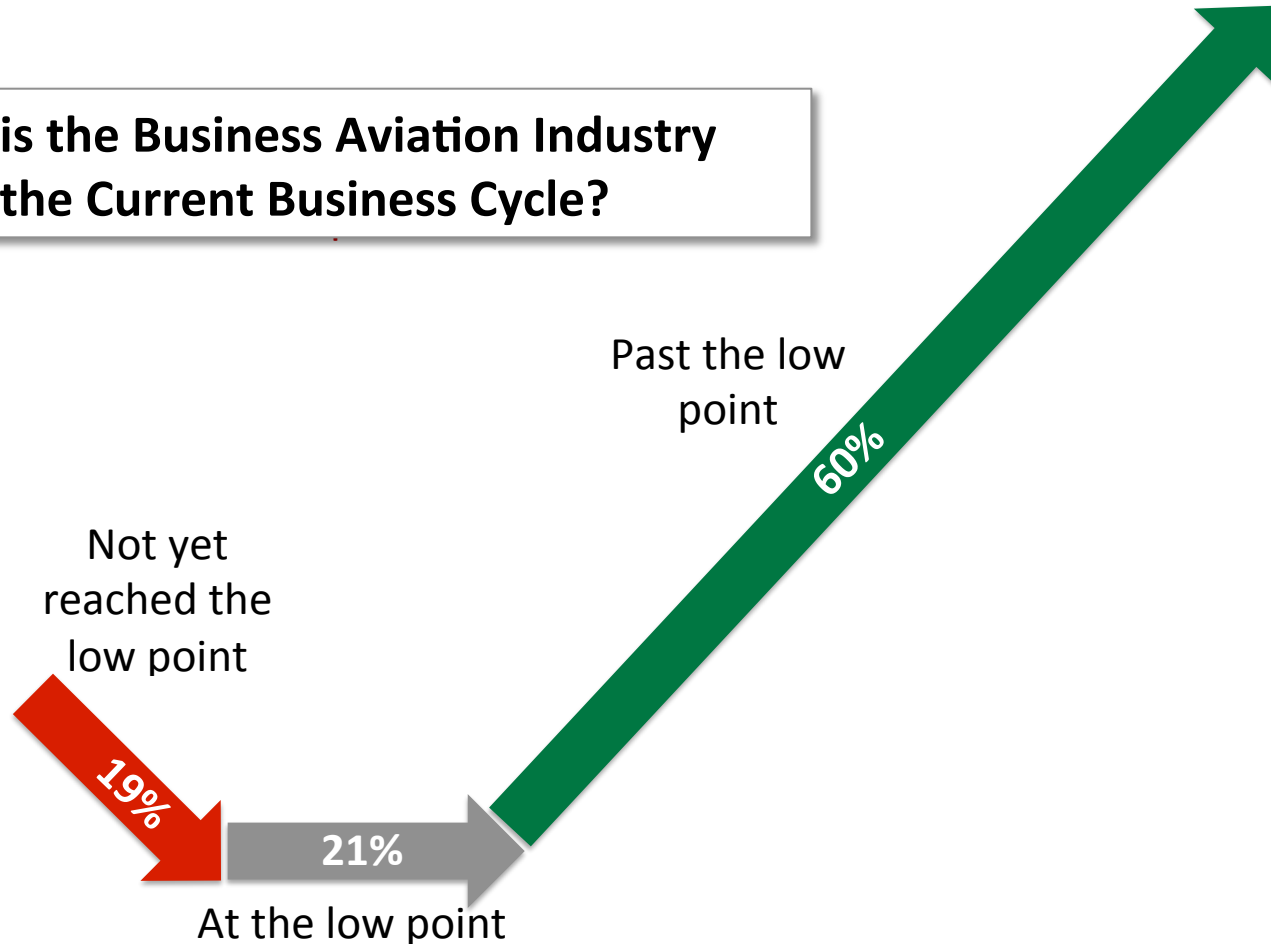 is the Business Aviation Industry
the Current Business Cycle?
Past the low
point
60%
Not yet
reached the
low point
19%
21%
At the low point